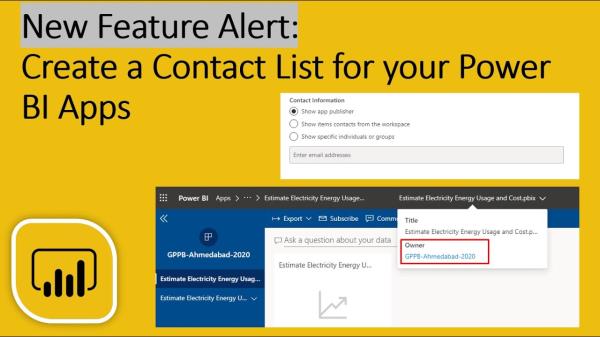 New Feature Alert:
Create a Contact List for your Power
BI Apps
Contact Information
Show app publisher
Show items contacts from the workspace
Show specific individuals or groups
Enter email addresses
Power BI Apps > ··· > Estimate Electricity Energy Usage... Estimate Electricity Energy Usage and Cost.pbix
Export Subscribe Comm
Title
Estimate Electricity Energy Usage and Cost.p...
Owner
GPPB-Ahmedabad-2020
GPPB-Ahmedabad-2020
Ask a question about your data
Estimate Electricity Energy U...
Estimate Electricity Energy Usag...
Estimate Electricity Energy U...